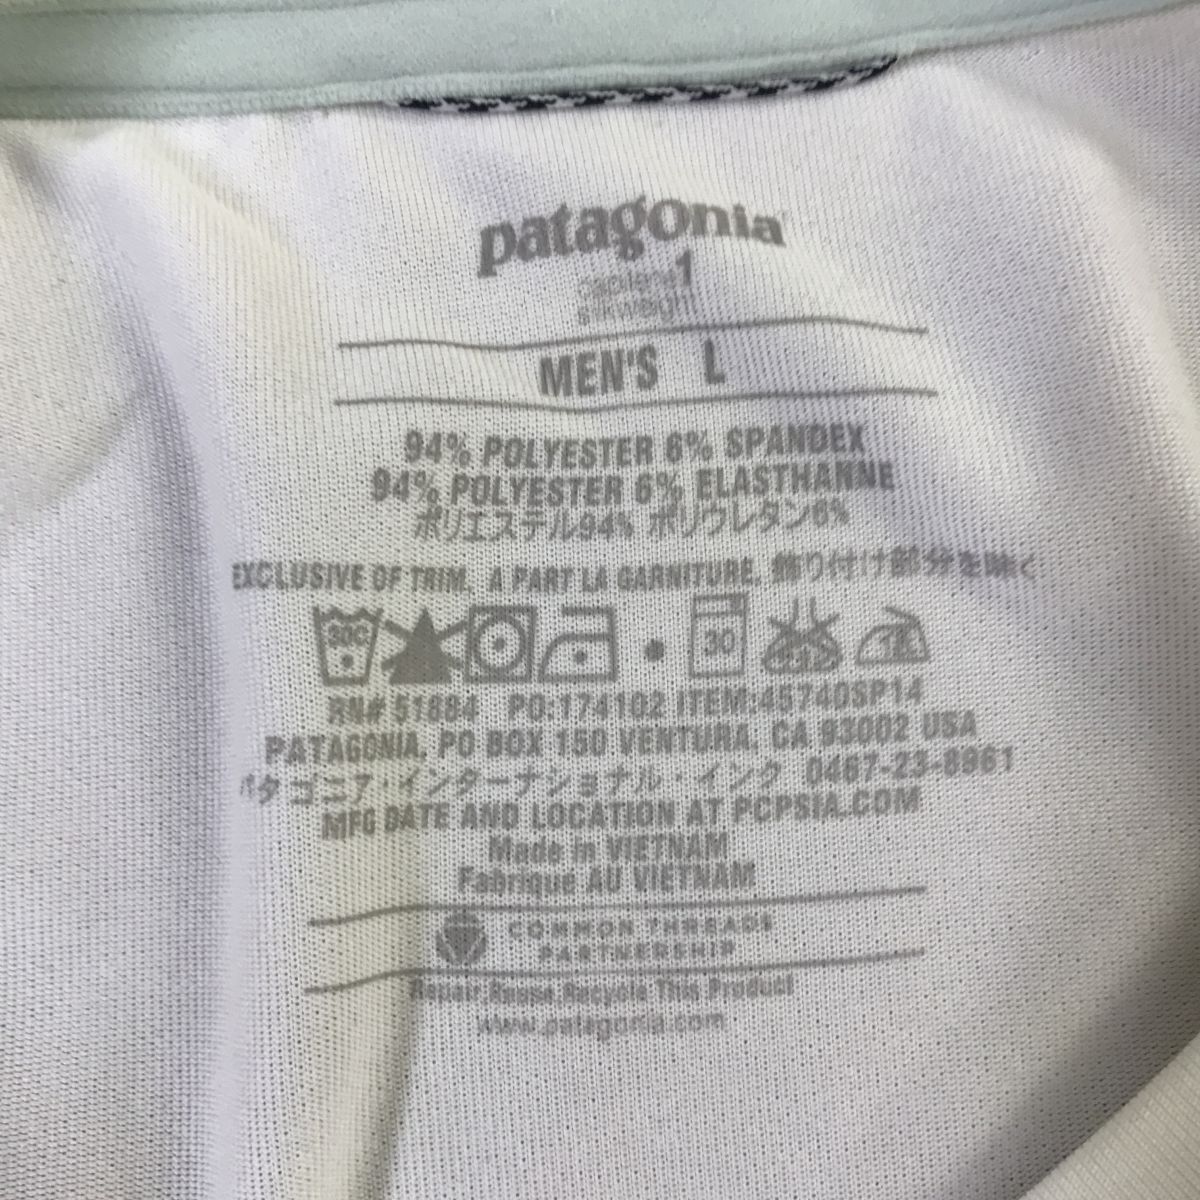 patagonia
capilene 1
silkweight
MEN'S L
94% POLYESTER 6% SPANDEX
94% POLYESTER 6% ELASTHANNE
ポリエステル94% ポリウレタン6%
EXCLUSIVE OF TRIM. A PART LA GARNITURE. 飾り付け部分を除く
30C 30
RN# 51884 PO:174102 ITEM:45740SP14
PATAGONIA, PO BOX 150 VENTURA, CA 93002 USA
パタゴニア・インターナショナル・インク 0467-23-8961
MFG DATE AND LOCATION AT PCPSIA.COM
Made in VIETNAM
Fabrique AU VIETNAM
COMMON THREADS
PARTNERSHIP
Repair.Reuse.Recycle This Product
www.patagonia.com